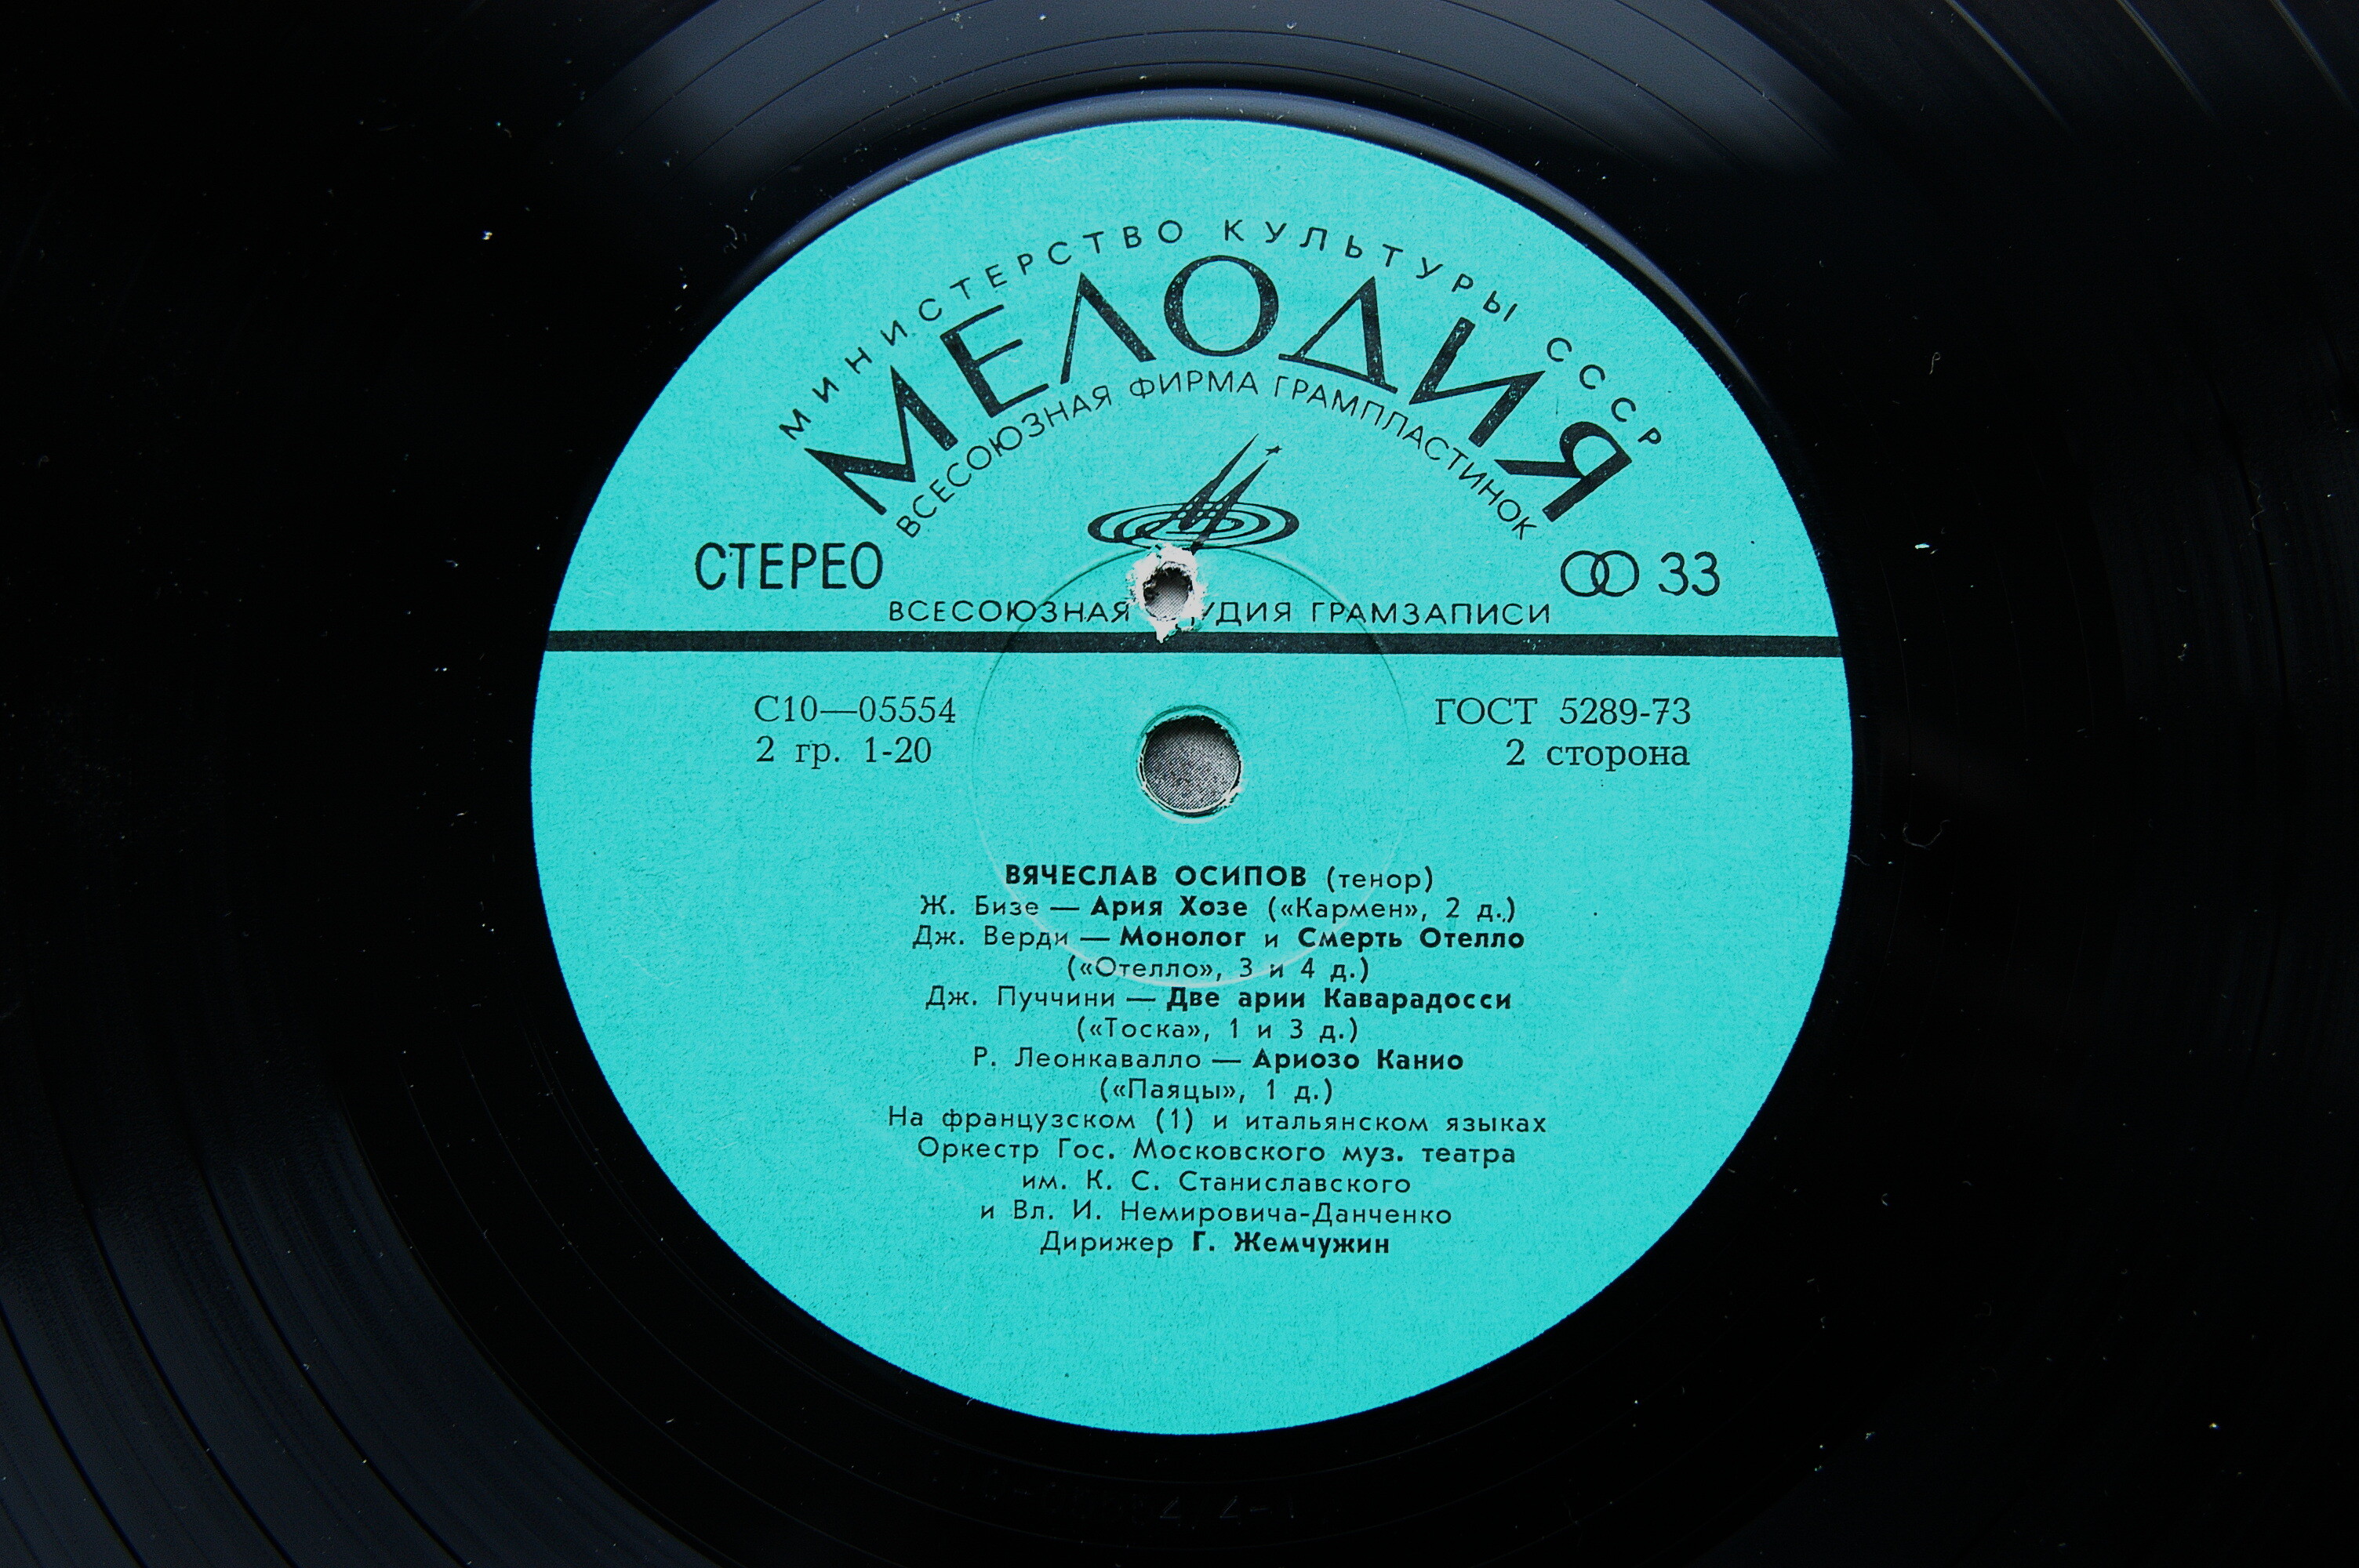 МИНИСТЕРСТВО КУЛЬТУРЫ СССР
МЕЛОДИЯ
ВСЕСОЮЗНАЯ ФИРМА ГРАМПЛАСТИНОК
СТЕРЕО
33
ВСЕСОЮЗНАЯ ГРАМЗАПИСИ
С10—05554
ГОСТ 5289-73
2 гр. 1-20
2 сторона
ВЯЧЕСЛАВ ОСИПОВ (тенор)
Ж. Бизе — Ария Хозе («Кармен», 2 д.)
Дж. Верди — Монолог и Смерть Отелло
(«Отелло», 3 и 4 д.)
Дж. Пуччини — Две арии Каварадосси
(«Тоска», 1 и 3 д.)
Р. Леонкавалло — Ариозо Канио
(«Паяцы», 1 д.)
На французском (1) и итальянском языках
Оркестр Гос. Московского муз. театра
им. К. С. Станиславского
и Вл. И. Немировича-Данченко
Дирижер Г. Жемчужин